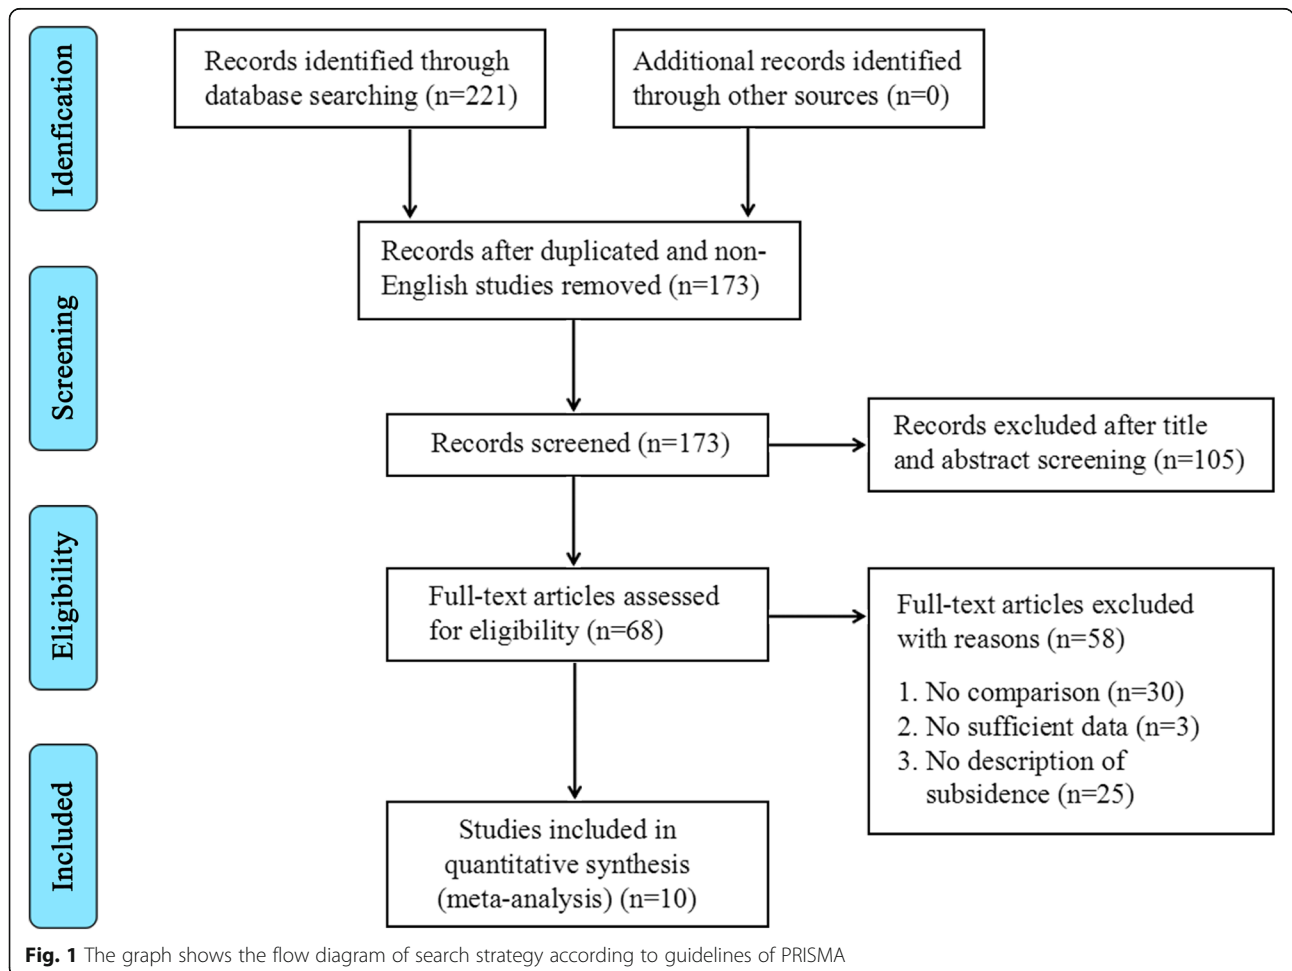 Idenfication
Records identified through
database searching (n=221)
Additional records identified
through other sources (n=0)
Records after duplicated and non-
English studies removed (n=173)
Screening
Records screened (n=173)
Records excluded after title
and abstract screening (n=105)
Eligibility
Full-text articles assessed
for eligibility (n=68)
Full-text articles excluded
with reasons (n=58)
1. No comparison (n=30)
2. No sufficient data (n=3)
3. No description of
subsidence (n=25)
Included
Studies included in
quantitative synthesis
(meta-analysis) (n=10)
Fig. 1 The graph shows the flow diagram of search strategy according to guidelines of PRISMA